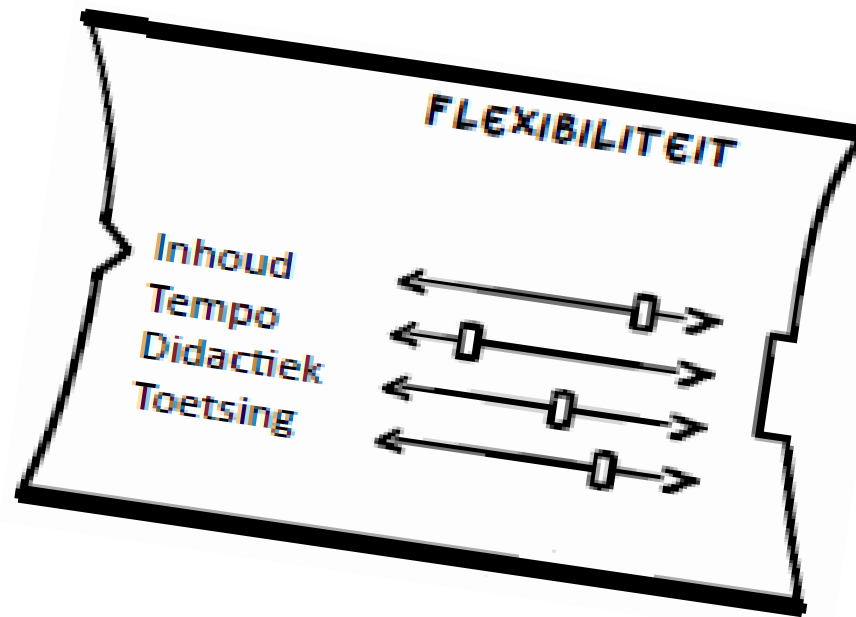 FLEXIBILITEIT
Inhoud
Tempo
Didactiek
Toetsing